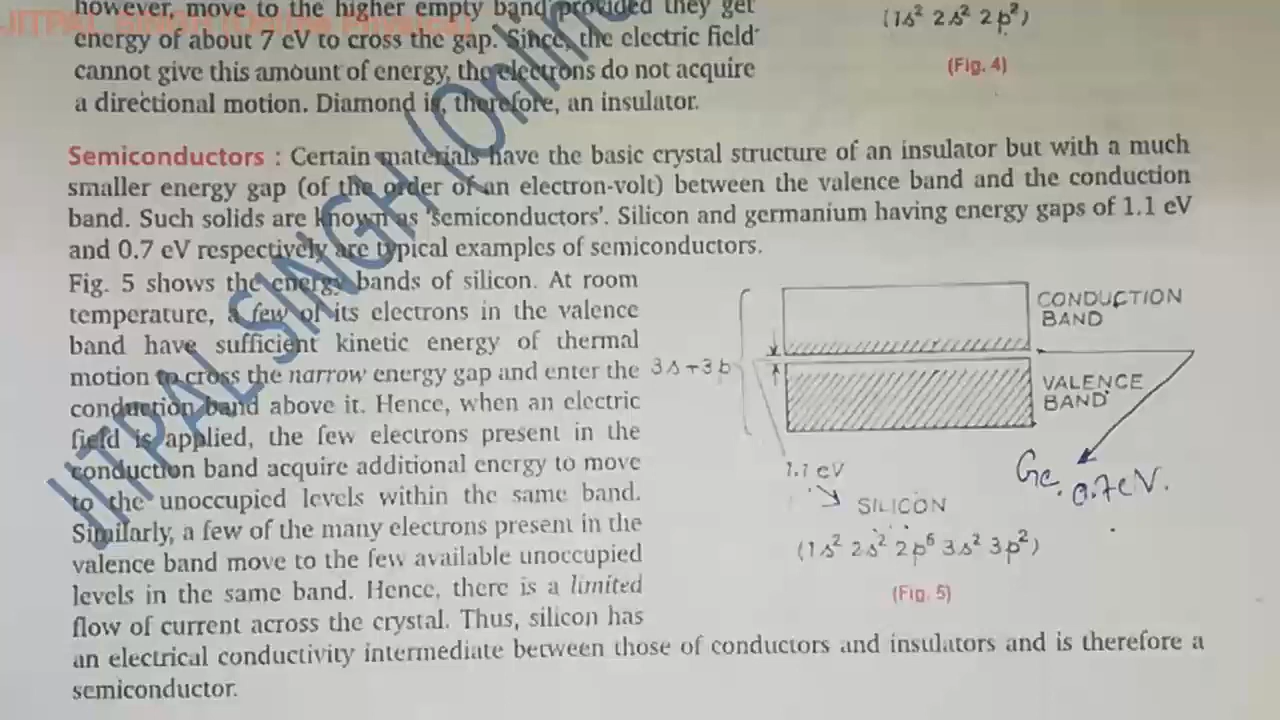 however, move to the higher empty band provided they get
energy of about 7 eV to cross the gap. Since, the electric field
cannot give this amount of energy, the electrons do not acquire
a directional motion. Diamond is, therefore, an insulator.
(1s² 2s² 2p²)
(Fig. 4)
Semiconductors : Certain materials have the basic crystal structure of an insulator but with a much
smaller energy gap (of the order of an electron-volt) between the valence band and the conduction
band. Such solids are known as 'semiconductors'. Silicon and germanium having energy gaps of 1.1 eV
and 0.7 eV respectively are typical examples of semiconductors.
Fig. 5 shows the energy bands of silicon. At room
temperature, a few of its electrons in the valence
band have sufficient kinetic energy of thermal
motion to cross the narrow energy gap and enter the
conduction band above it. Hence, when an electric
field is applied, the few electrons present in the
conduction band acquire additional energy to move
to the unoccupied levels within the same band.
Similarly, a few of the many electrons present in the
valence band move to the few available unoccupied
levels in the same band. Hence, there is a limited
flow of current across the crystal. Thus, silicon has
an electrical conductivity intermediate between those of conductors and insulators and is therefore a
semiconductor.
CONDUCTION
BAND
3s+3p
VALENCE
BAND
1.1 eV
Ge. 0.7eV.
SILICON
(1s² 2s² 2p⁶ 3s² 3p²)
(Fig. 5)
JITPAL SINGH (Online
JITPAL SINGH (Online Physics)